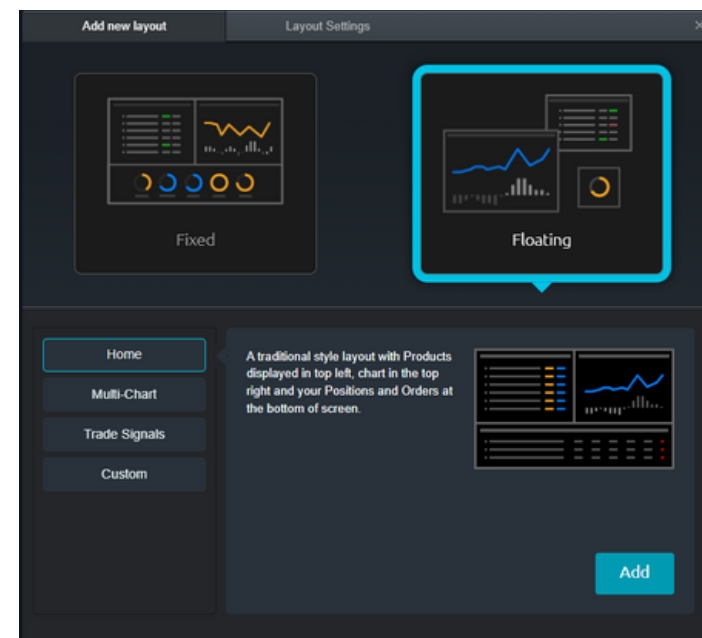 Add new layout
Layout Settings
×
Fixed
Floating
Home
Multi-Chart
Trade Signals
Custom
A traditional style layout with Products
displayed in top left, chart in the top
right and your Positions and Orders at
the bottom of screen.
Add